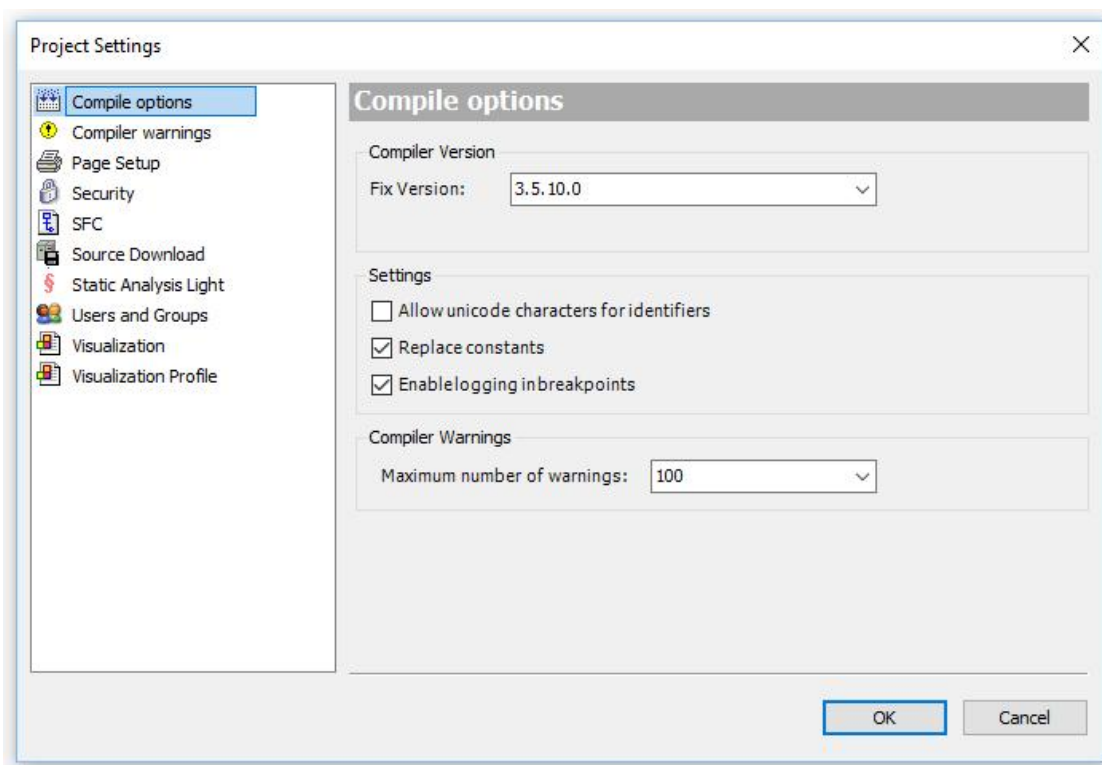 Project Settings
Compile options
Compiler warnings
Page Setup
Security
SFC
Source Download
Static Analysis Light
Users and Groups
Visualization
Visualization Profile
Compile options
Compiler Version
Fix Version: 3.5.10.0
Settings
Allow unicode characters for identifiers
Replace constants
Enable logging in breakpoints
Compiler Warnings
Maximum number of warnings: 100
OK Cancel